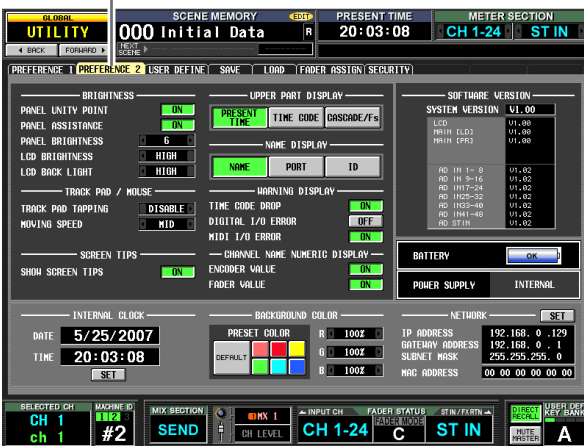 GLOBAL
UTILITY
BACK FORWARD
SCENE MEMORY EDIT
000 Initial Data R
NEXT SCENE
PRESENT TIME
20:03:08
METER SECTION
CH 1-24 ST IN
PREFERENCE 1 PREFERENCE 2 USER DEFINE SAVE LOAD FADER ASSIGN SECURITY
BRIGHTNESS
PANEL UNITY POINT ON
PANEL ASSISTANCE ON
PANEL BRIGHTNESS 6
LCD BRIGHTNESS HIGH
LCD BACK LIGHT HIGH
TRACK PAD / MOUSE
TRACK PAD TAPPING DISABLE
MOVING SPEED MID
SCREEN TIPS
SHOW SCREEN TIPS ON
UPPER PART DISPLAY
PRESENT TIME TIME CODE CASCADE/Fs
NAME DISPLAY
NAME PORT ID
WARNING DISPLAY
TIME CODE DROP ON
DIGITAL I/O ERROR OFF
MIDI I/O ERROR ON
CHANNEL NAME NUMERIC DISPLAY
ENCODER VALUE ON
FADER VALUE ON
SOFTWARE VERSION
SYSTEM VERSION V1.00
LCD V1.00
MAIN [LD] V1.00
MAIN [PR] V1.00
AD IN 1- 8 V1.02
AD IN 9-16 V1.02
AD IN17-24 V1.02
AD IN25-32 V1.02
AD IN33-40 V1.02
AD IN41-48 V1.02
AD STIN V1.02
BATTERY OK
POWER SUPPLY INTERNAL
INTERNAL CLOCK
DATE 5/25/2007
TIME 20:03:08
SET
BACKGROUND COLOR
PRESET COLOR
DEFAULT
R 100%
G 100%
B 100%
NETWORK SET
IP ADDRESS 192.168. 0 .129
GATEWAY ADDRESS 192.168. 0 . 1
SUBNET MASK 255.255.255. 0
MAC ADDRESS 00 00 00 00 00 00
SELECTED CH
CH 1
ch 1
MACHINE ID
1 2 3
#2
MIX SECTION
SEND
MIX 1
CH LEVEL
INPUT CH FADER STATUS STIN/FXRTN
CH 1-24
FADER MODE
C
ST IN
DIRECT RECALL
MUTE MASTER
USER DEF
KEY BANK
A